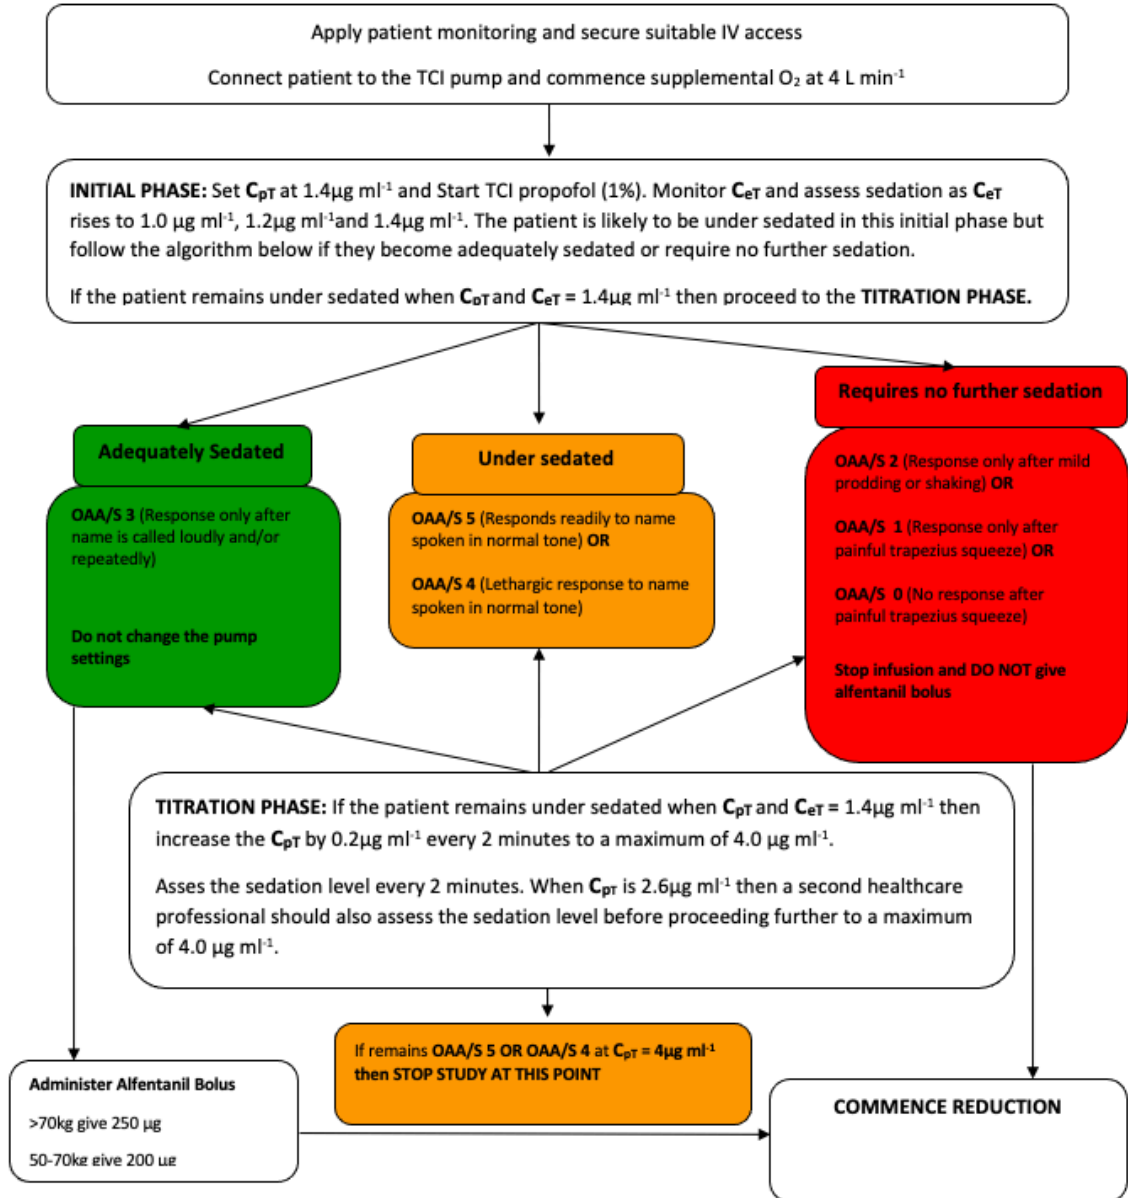 Apply patient monitoring and secure suitable IV access
Connect patient to the TCI pump and commence supplemental O₂ at 4 L min⁻¹
INITIAL PHASE: Set CpT at 1.4µg ml⁻¹ and Start TCI propofol (1%). Monitor CeT and assess sedation as CeT
rises to 1.0 µg ml⁻¹, 1.2µg ml⁻¹and 1.4µg ml⁻¹. The patient is likely to be under sedated in this initial phase but
follow the algorithm below if they become adequately sedated or require no further sedation.
If the patient remains under sedated when CpT and CeT = 1.4µg ml⁻¹ then proceed to the TITRATION PHASE.
Adequately Sedated
OAA/S 3 (Response only after
name is called loudly and/or
repeatedly)
Do not change the pump
settings
Under sedated
OAA/S 5 (Responds readily to name
spoken in normal tone) OR
OAA/S 4 (Lethargic response to name
spoken in normal tone)
Requires no further sedation
OAA/S 2 (Response only after mild
prodding or shaking) OR
OAA/S 1 (Response only after
painful trapezius squeeze) OR
OAA/S 0 (No response after
painful trapezius squeeze)
Stop infusion and DO NOT give
alfentanil bolus
TITRATION PHASE: If the patient remains under sedated when CpT and CeT = 1.4µg ml⁻¹ then
increase the CpT by 0.2µg ml⁻¹ every 2 minutes to a maximum of 4.0 µg ml⁻¹.
Asses the sedation level every 2 minutes. When CpT is 2.6µg ml⁻¹ then a second healthcare
professional should also assess the sedation level before proceeding further to a maximum
of 4.0 µg ml⁻¹.
If remains OAA/S 5 OR OAA/S 4 at CpT = 4µg ml⁻¹
then STOP STUDY AT THIS POINT
Administer Alfentanil Bolus
>70kg give 250 µg
50-70kg give 200 µg
COMMENCE REDUCTION